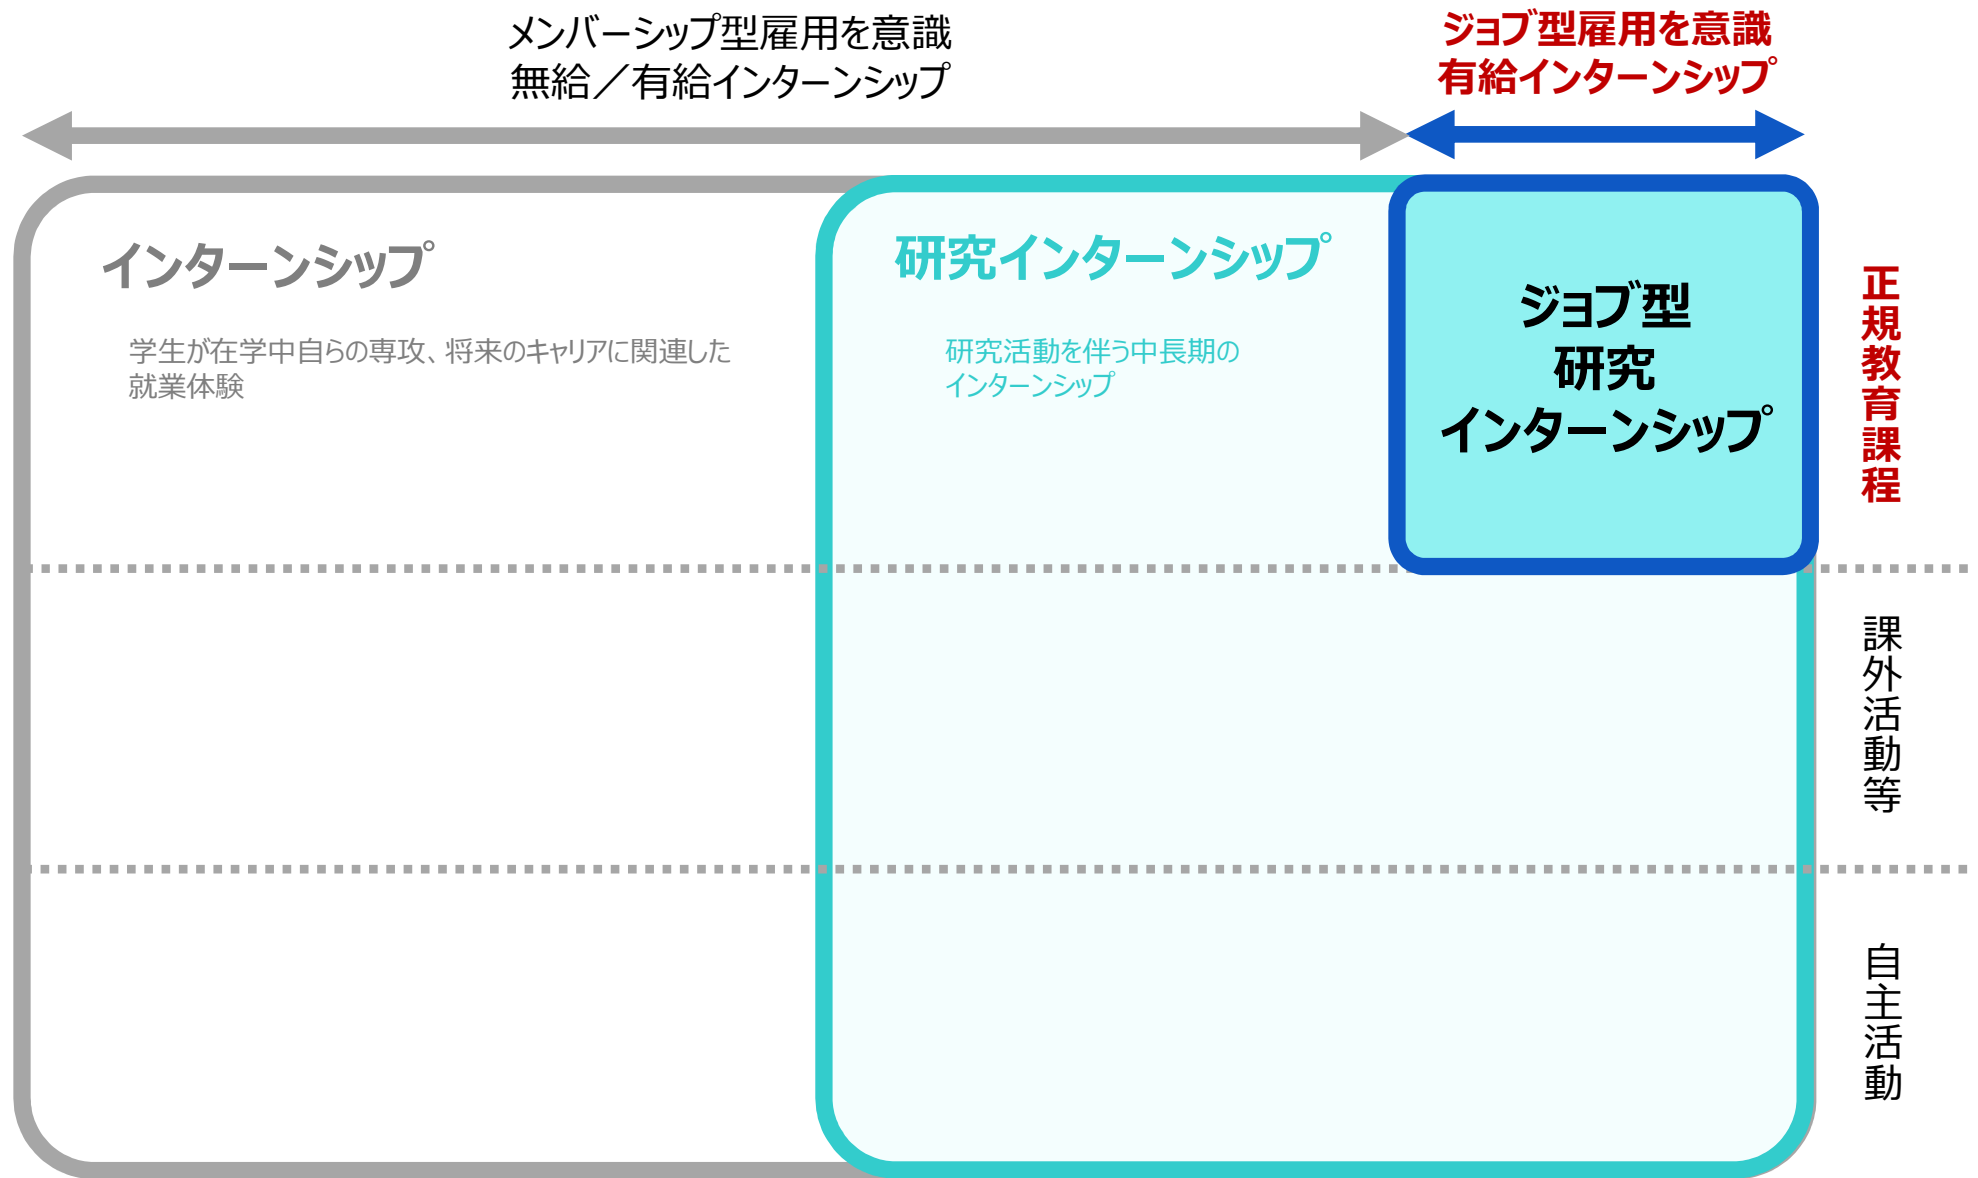 メンバーシップ型雇用を意識
無給／有給インターンシップ
ジョブ型雇用を意識
有給インターンシップ
インターンシップ
学生が在学中自らの専攻、将来のキャリアに関連した
就業体験
研究インターンシップ
研究活動を伴う中長期の
インターンシップ
ジョブ型
研究
インターンシップ
正規教育課程
課外活動等
自主活動